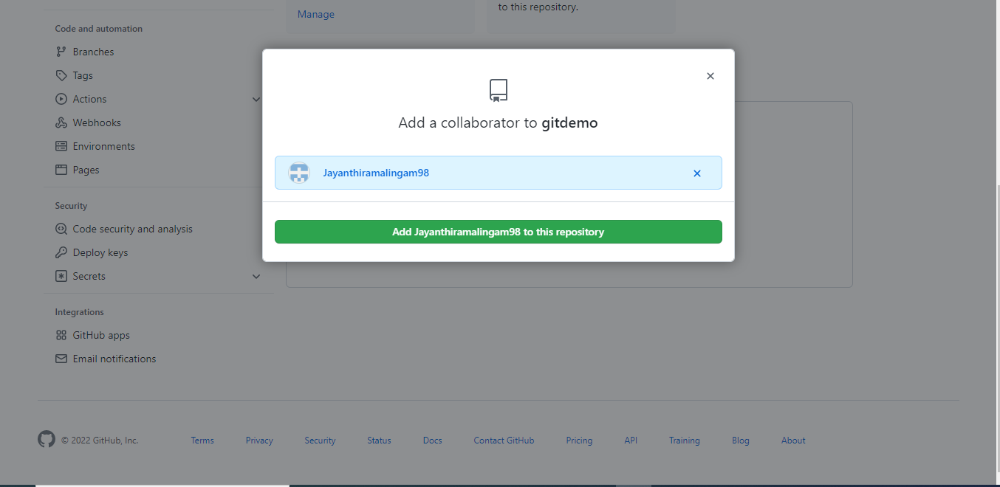 Manage
to this repository.
Code and automation
Branches
Tags
Actions
Webhooks
Environments
Pages
Security
Code security and analysis
Deploy keys
Secrets
Integrations
GitHub apps
Email notifications
Add a collaborator to gitdemo
Jayanthiramalingam98
Add Jayanthiramalingam98 to this repository
© 2022 GitHub, Inc. Terms Privacy Security Status Docs Contact GitHub Pricing API Training Blog About